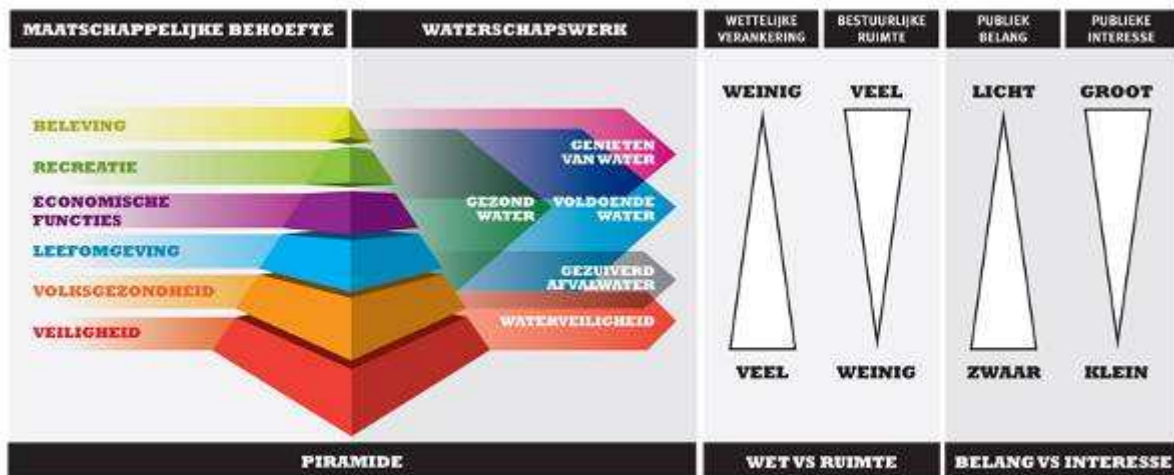 MAATSCHAPPELIJKE BEHOEFTE
WATERSCHAPSWERK
WETTELIJKE
VERANKERING
BESTUURLIJKE
RUIMTE
PUBLIEK
BELANG
PUBLIEKE
INTERESSE
WEINIG
VEEL
LICHT
GROOT
BELEVING
RECREATIE
ECONOMISCHE
FUNCTIES
LEEFOMGEVING
VOLKSGEZONDHEID
VEILIGHEID
GENIETEN
VAN WATER
GEZOND
WATER
VOLDOENDE
WATER
GEZUIVERD
AFVALWATER
WATERVEILIGHEID
VEEL
WEINIG
ZWAAR
KLEIN
PIRAMIDE
WET VS RUIMTE
BELANG VS INTERESSE